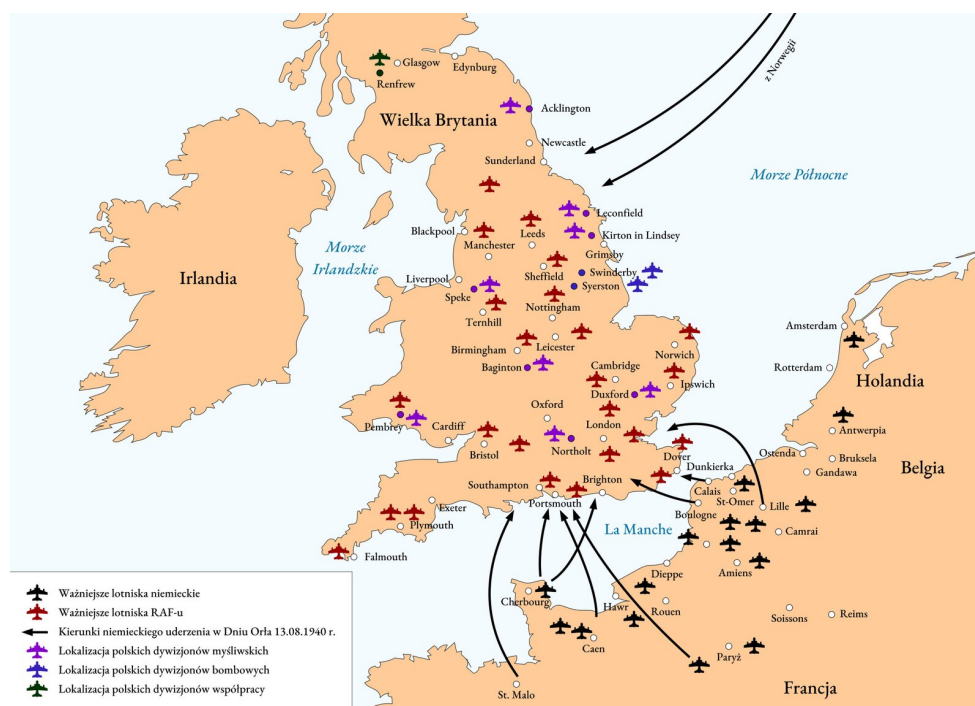 Glasgow
Edynburg
Renfrew
z Norwegii
Wielka Brytania
Acklington
Newcastle
Sunderland
Morze Północne
Leconfield
Blackpool
Leeds
Kirton in Lindsey
Morze
Irlandzkie
Manchester
Grimsby
Irlandia
Liverpool
Sheffield
Swinderby
Speke
Syerston
Nottingham
Ternhill
Amsterdam
Birmingham
Leicester
Norwich
Baginton
Cambridge
Rotterdam
Duxford
Ipswich
Holandia
Pembrey
Oxford
Cardiff
London
Antwerpia
Bristol
Northolt
Dover
Ostenda
Bruksela
Dunkierka
Gandawa
Belgia
Southampton
Brighton
Calais
St-Omer
Exeter
Portsmouth
Boulogne
Lille
Plymouth
La Manche
Camrai
Falmouth
Dieppe
Amiens
Cherbourg
Hawr
Rouen
Soissons
Reims
Caen
Paryż
St. Malo
Francja
Ważniejsze lotniska niemieckie
Ważniejsze lotniska RAF-u
Kierunki niemieckiego uderzenia w Dniu Orła 13.08.1940 r.
Lokalizacja polskich dywizjonów myśliwskich
Lokalizacja polskich dywizjonów bombowych
Lokalizacja polskich dywizjonów współpracy